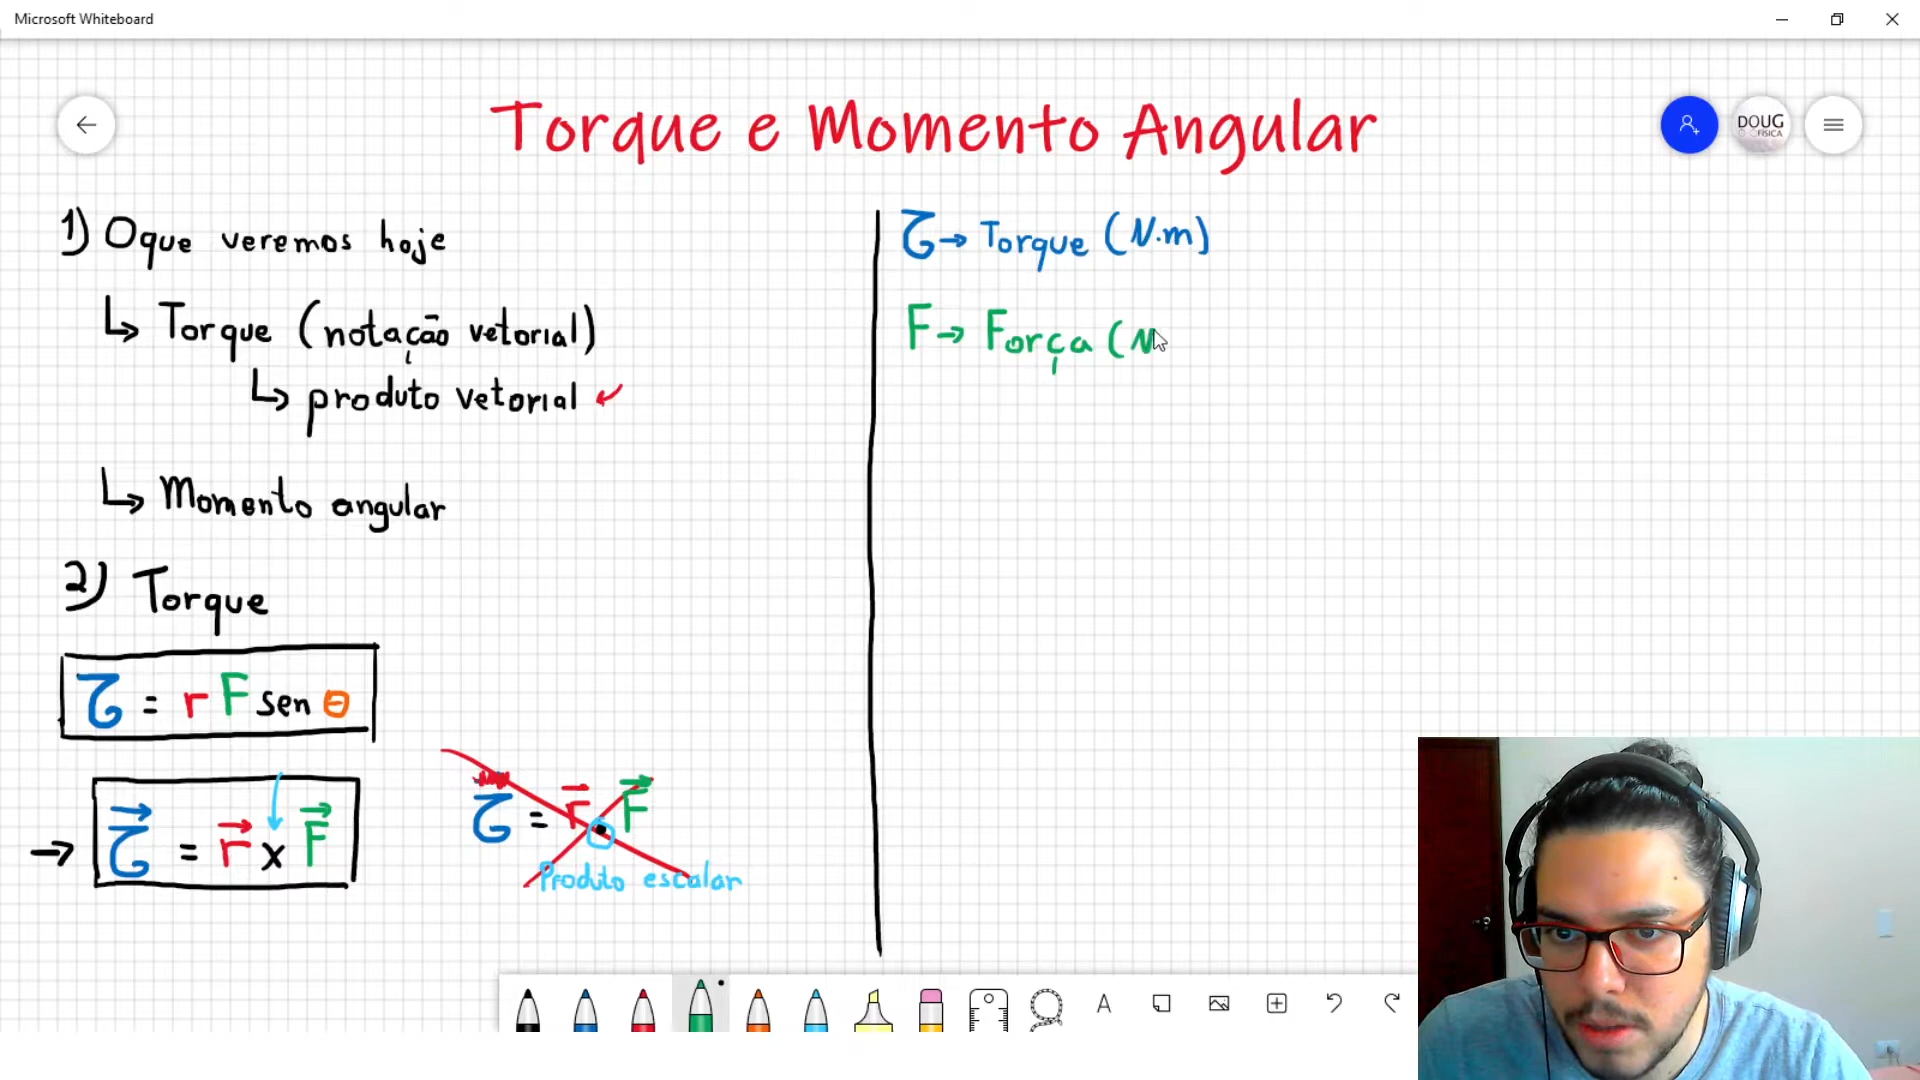 Microsoft Whiteboard
Torque e Momento Angular
DOUG
FÍSICA
1) Oque veremos hoje
↳ Torque (notação vetorial)
↳ produto vetorial ✓
↳ Momento angular
2) Torque
τ = r F sen θ
→ τ⃗ = r⃗ x F⃗
τ = r⃗ · F⃗
Produto escalar
τ → Torque (N.m)
F → Força (N
A